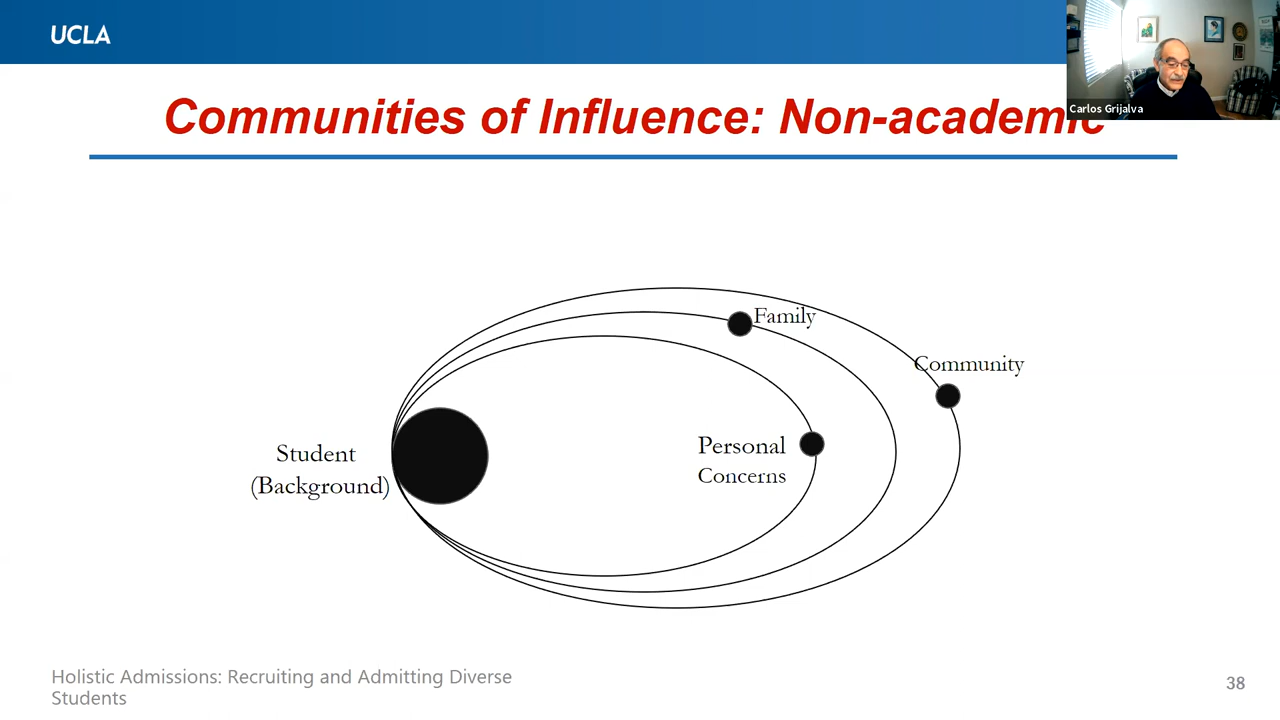 UCLA
Carlos Grijalva
Communities of Influence: Non-academic
Family
Community
Student
(Background)
Personal
Concerns
Holistic Admissions: Recruiting and Admitting Diverse
Students
38